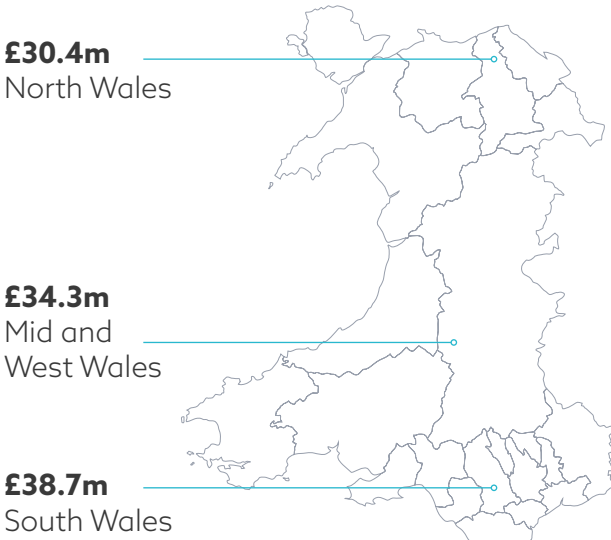 £30.4m
North Wales
£34.3m
Mid and
West Wales
£38.7m
South Wales